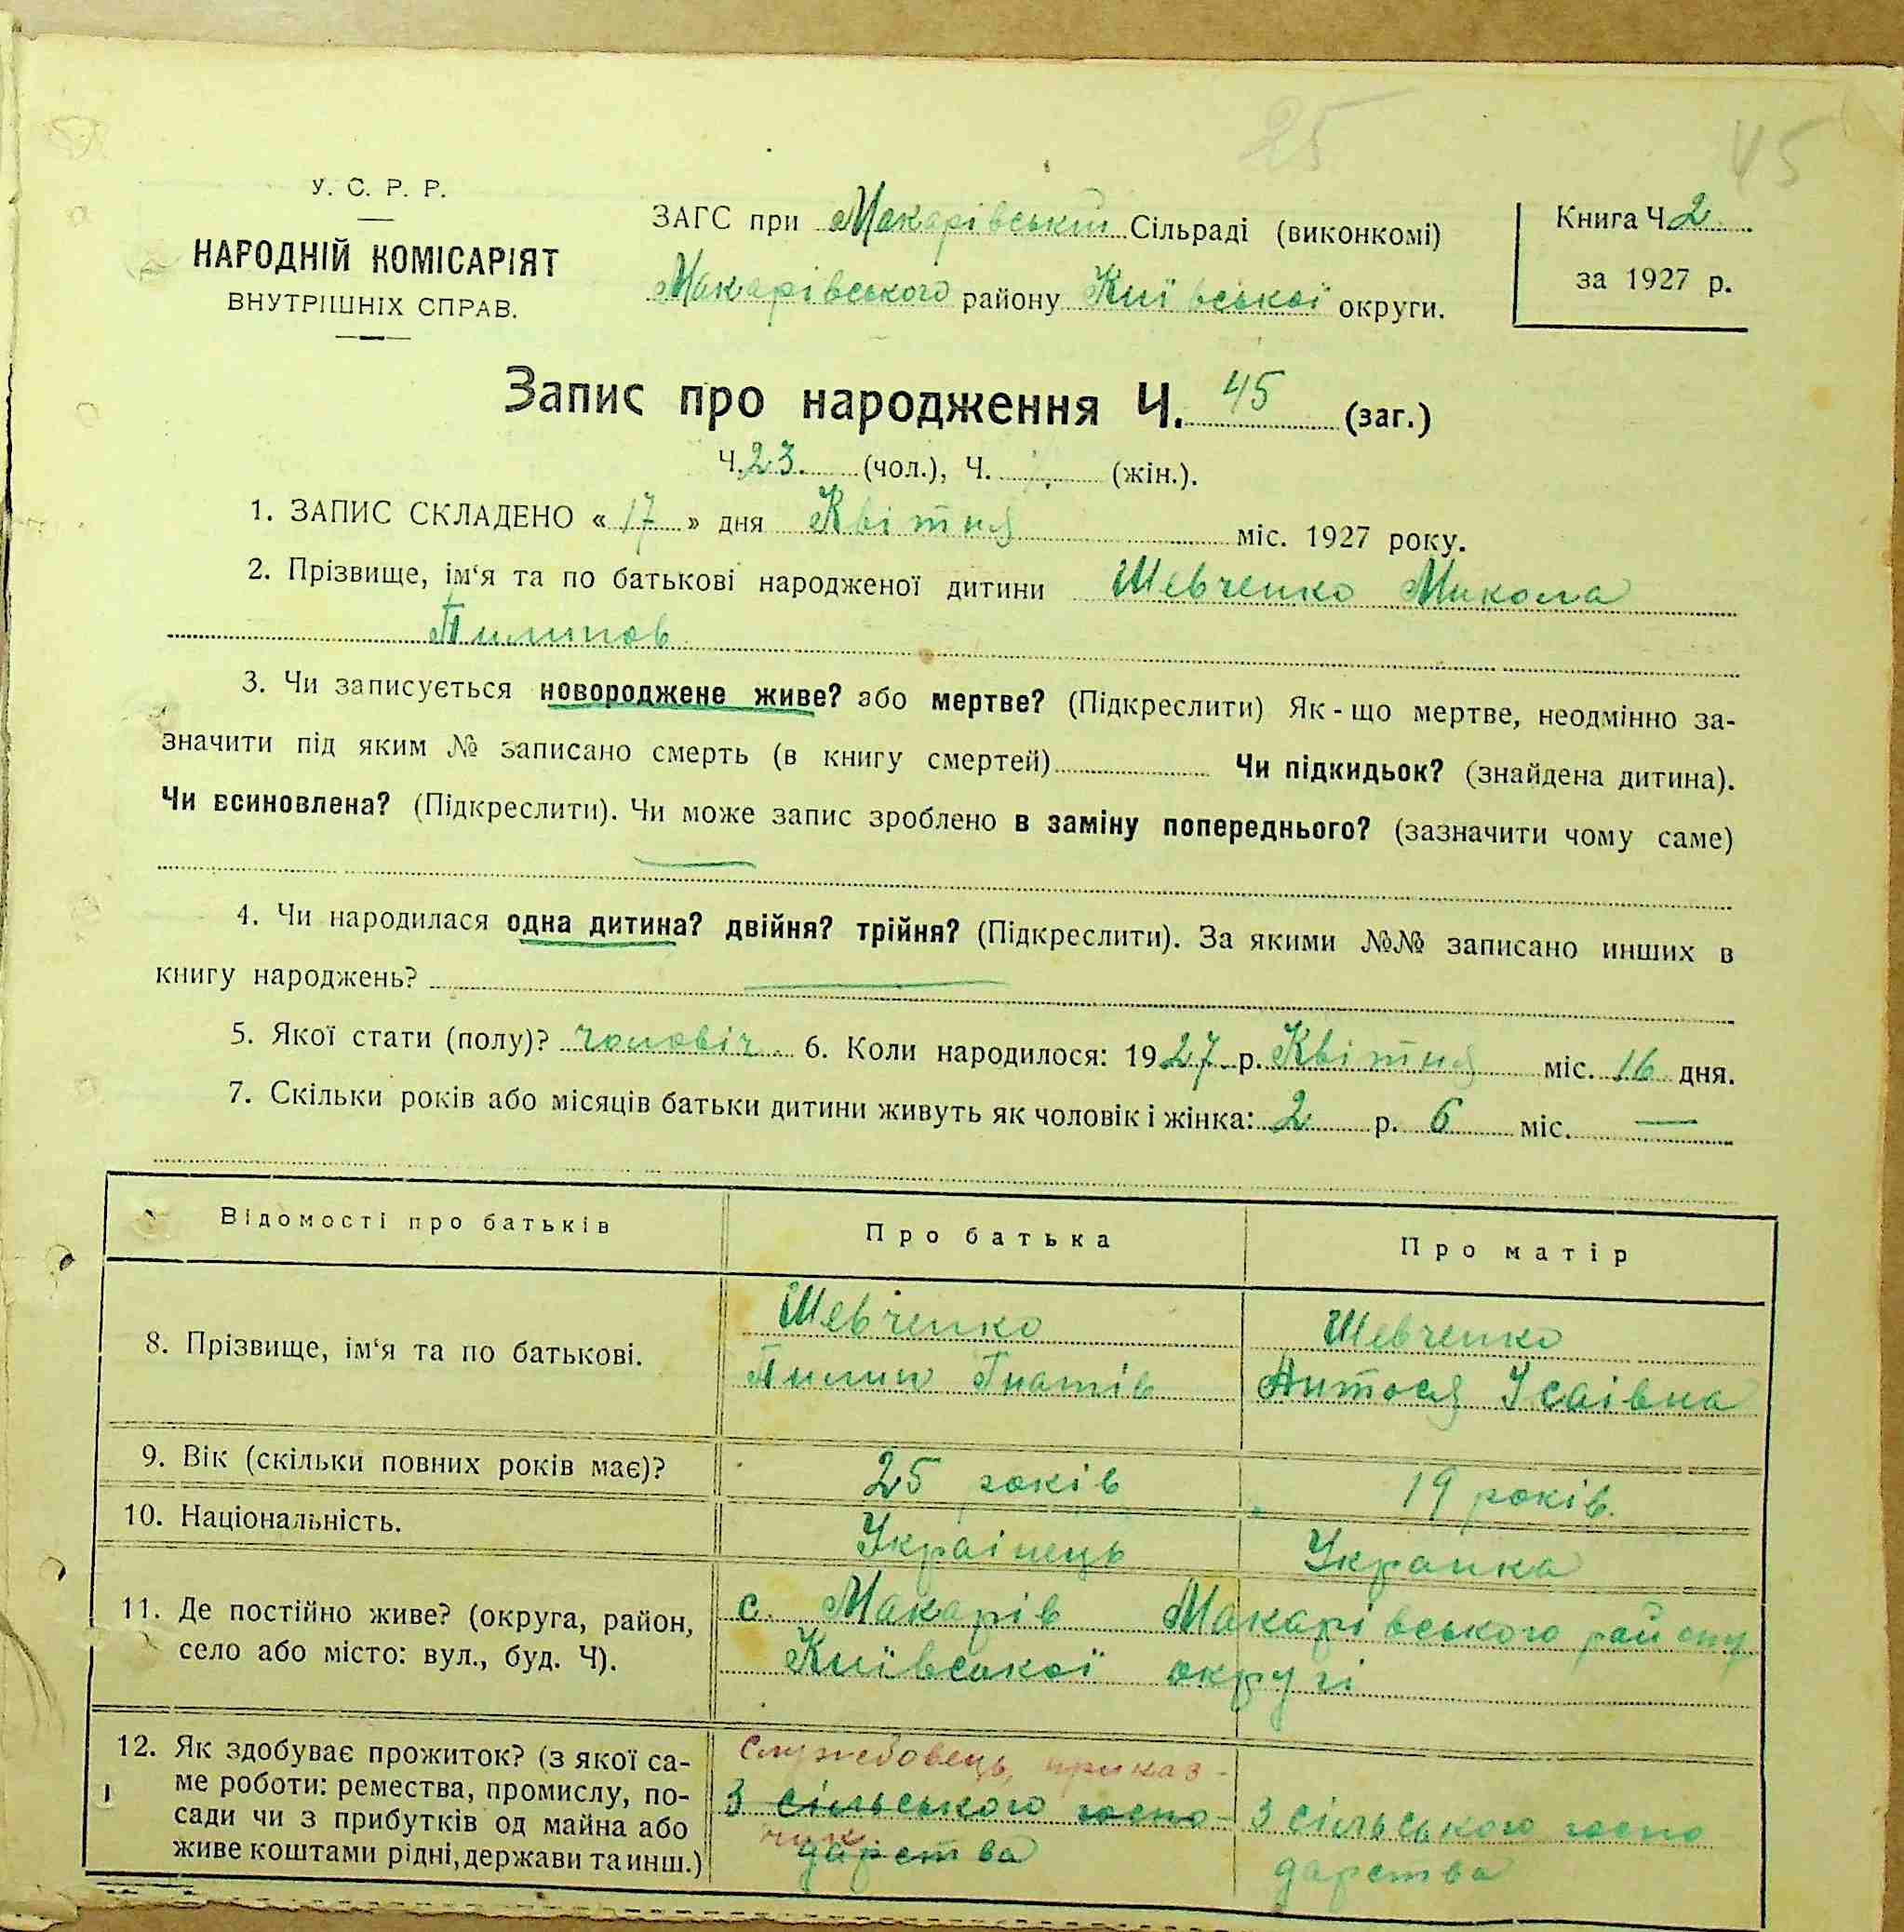 25
45
У. С. Р. Р.
НАРОДНІЙ КОМІСАРІЯТ
ВНУТРІШНІХ СПРАВ.
ЗАГС при Макарівській Сільраді (виконкомі)
Макарівського району Київської округи.
Книга Ч. 2
за 1927 р.
Запис про народження Ч. 45 (заг.)
Ч. 23. (чол.), Ч. (жін.).
1. ЗАПИС СКЛАДЕНО « 17 » дня Квітня міс. 1927 року.
2. Прізвище, ім‘я та по батькові народженої дитини Шевченко Микола
Пилипов
3. Чи записується новороджене живе? або мертве? (Підкреслити) Як-що мертве, неодмінно за-
значити під яким № записано смерть (в книгу смертей) Чи підкидьок? (знайдена дитина).
Чи всиновлена? (Підкреслити). Чи може запис зроблено в заміну попереднього? (зазначити чому саме)
—
4. Чи народилася одна дитина? двійня? трійня? (Підкреслити). За якими №№ записано инших в
книгу народжень? —
5. Якої стати (полу)? чоловіч. 6. Коли народилося: 1927 р. Квітня міс. 16 дня.
7. Скільки років або місяців батьки дитини живуть як чоловік і жінка: 2 р. 6 міс. —
Відомості про батьків Про батька Про матір
8. Прізвище, ім‘я та по батькові.
Шевченко
Пилип Гнатів
Шевченко
Антося Ісаівна
9. Вік (скільки повних років має)? 25 років 19 років.
10. Національність. Украінець Украінка
11. Де постійно живе? (округа, район,
село або місто: вул., буд. Ч).
с. Макарів Макарівського району
Київської округі
12. Як здобуває прожиток? (з якої са-
ме роботи: ремества, промислу, по-
сади чи з прибутків од майна або
живе коштами рідні, держави та инш.)
Службовець, приказ-
чик
З сільського госпо-
дарства
З сільського госпо
дарства